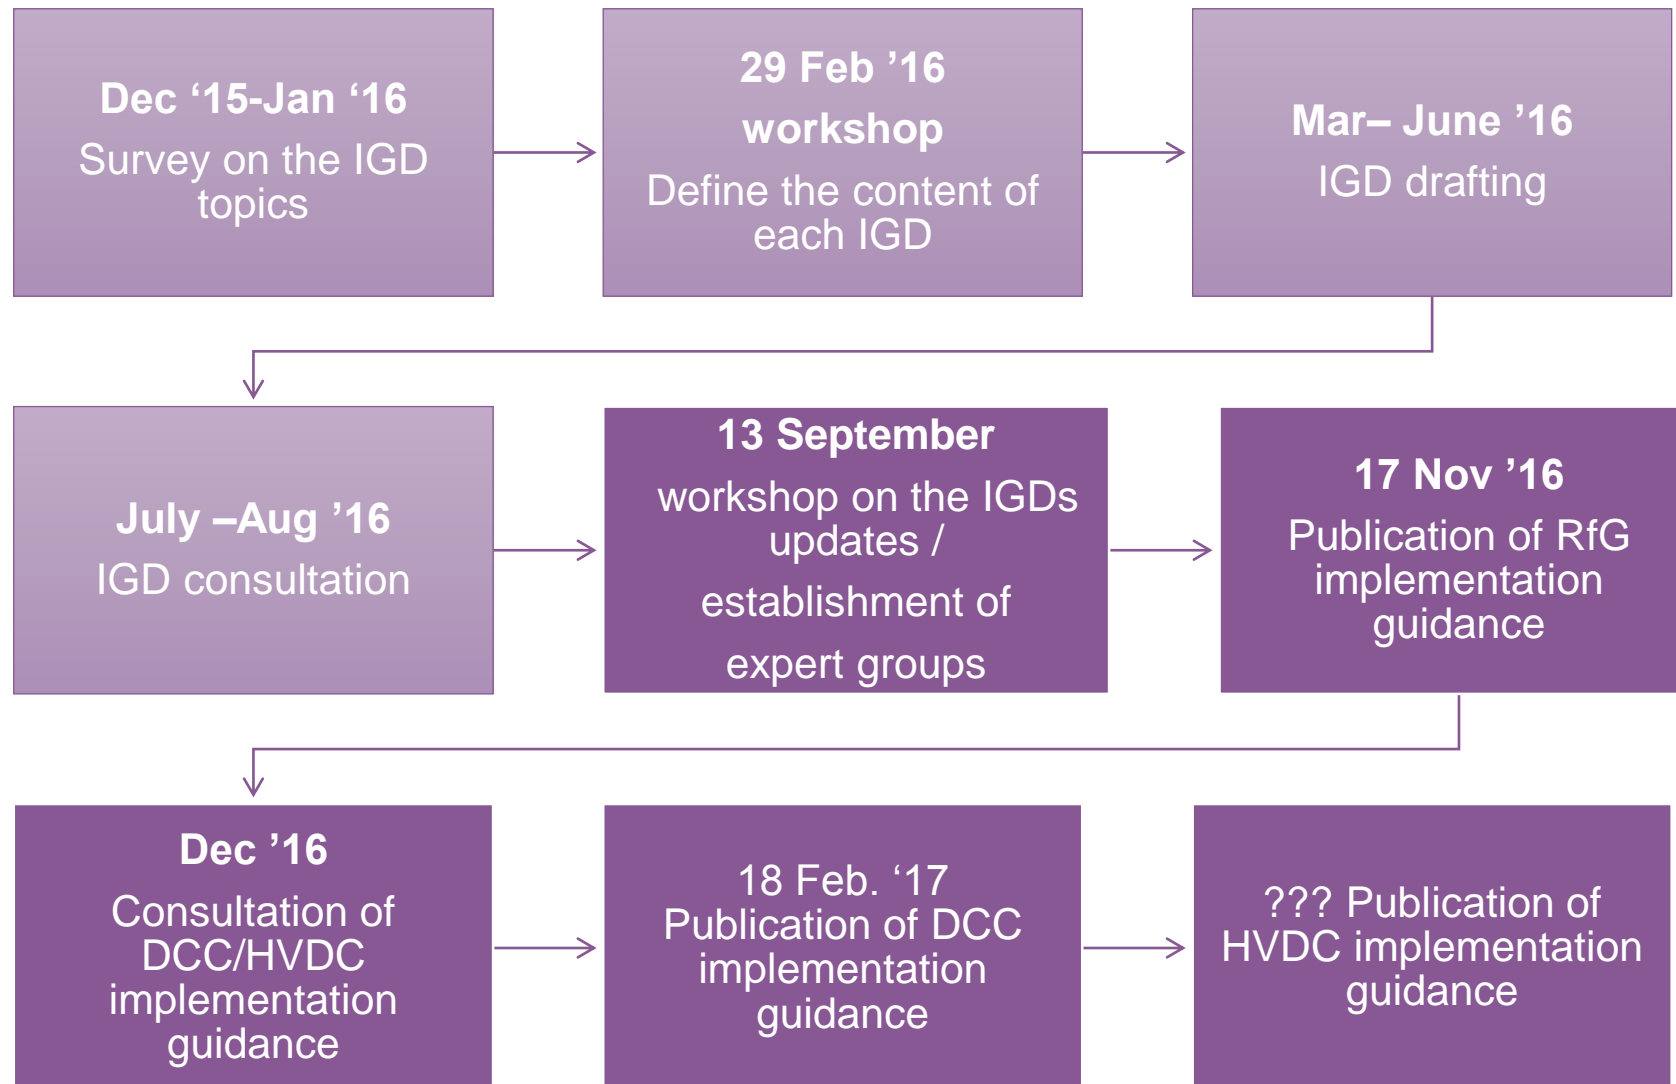 Dec ‘15-Jan ‘16
Survey on the IGD
topics
29 Feb ’16
workshop
Define the content of
each IGD
Mar– June ’16
IGD drafting
July –Aug ’16
IGD consultation
13 September
workshop on the IGDs
updates /
establishment of
expert groups
17 Nov ’16
Publication of RfG
implementation
guidance
Dec ’16
Consultation of
DCC/HVDC
implementation
guidance
18 Feb. ‘17
Publication of DCC
implementation
guidance
??? Publication of
HVDC implementation
guidance